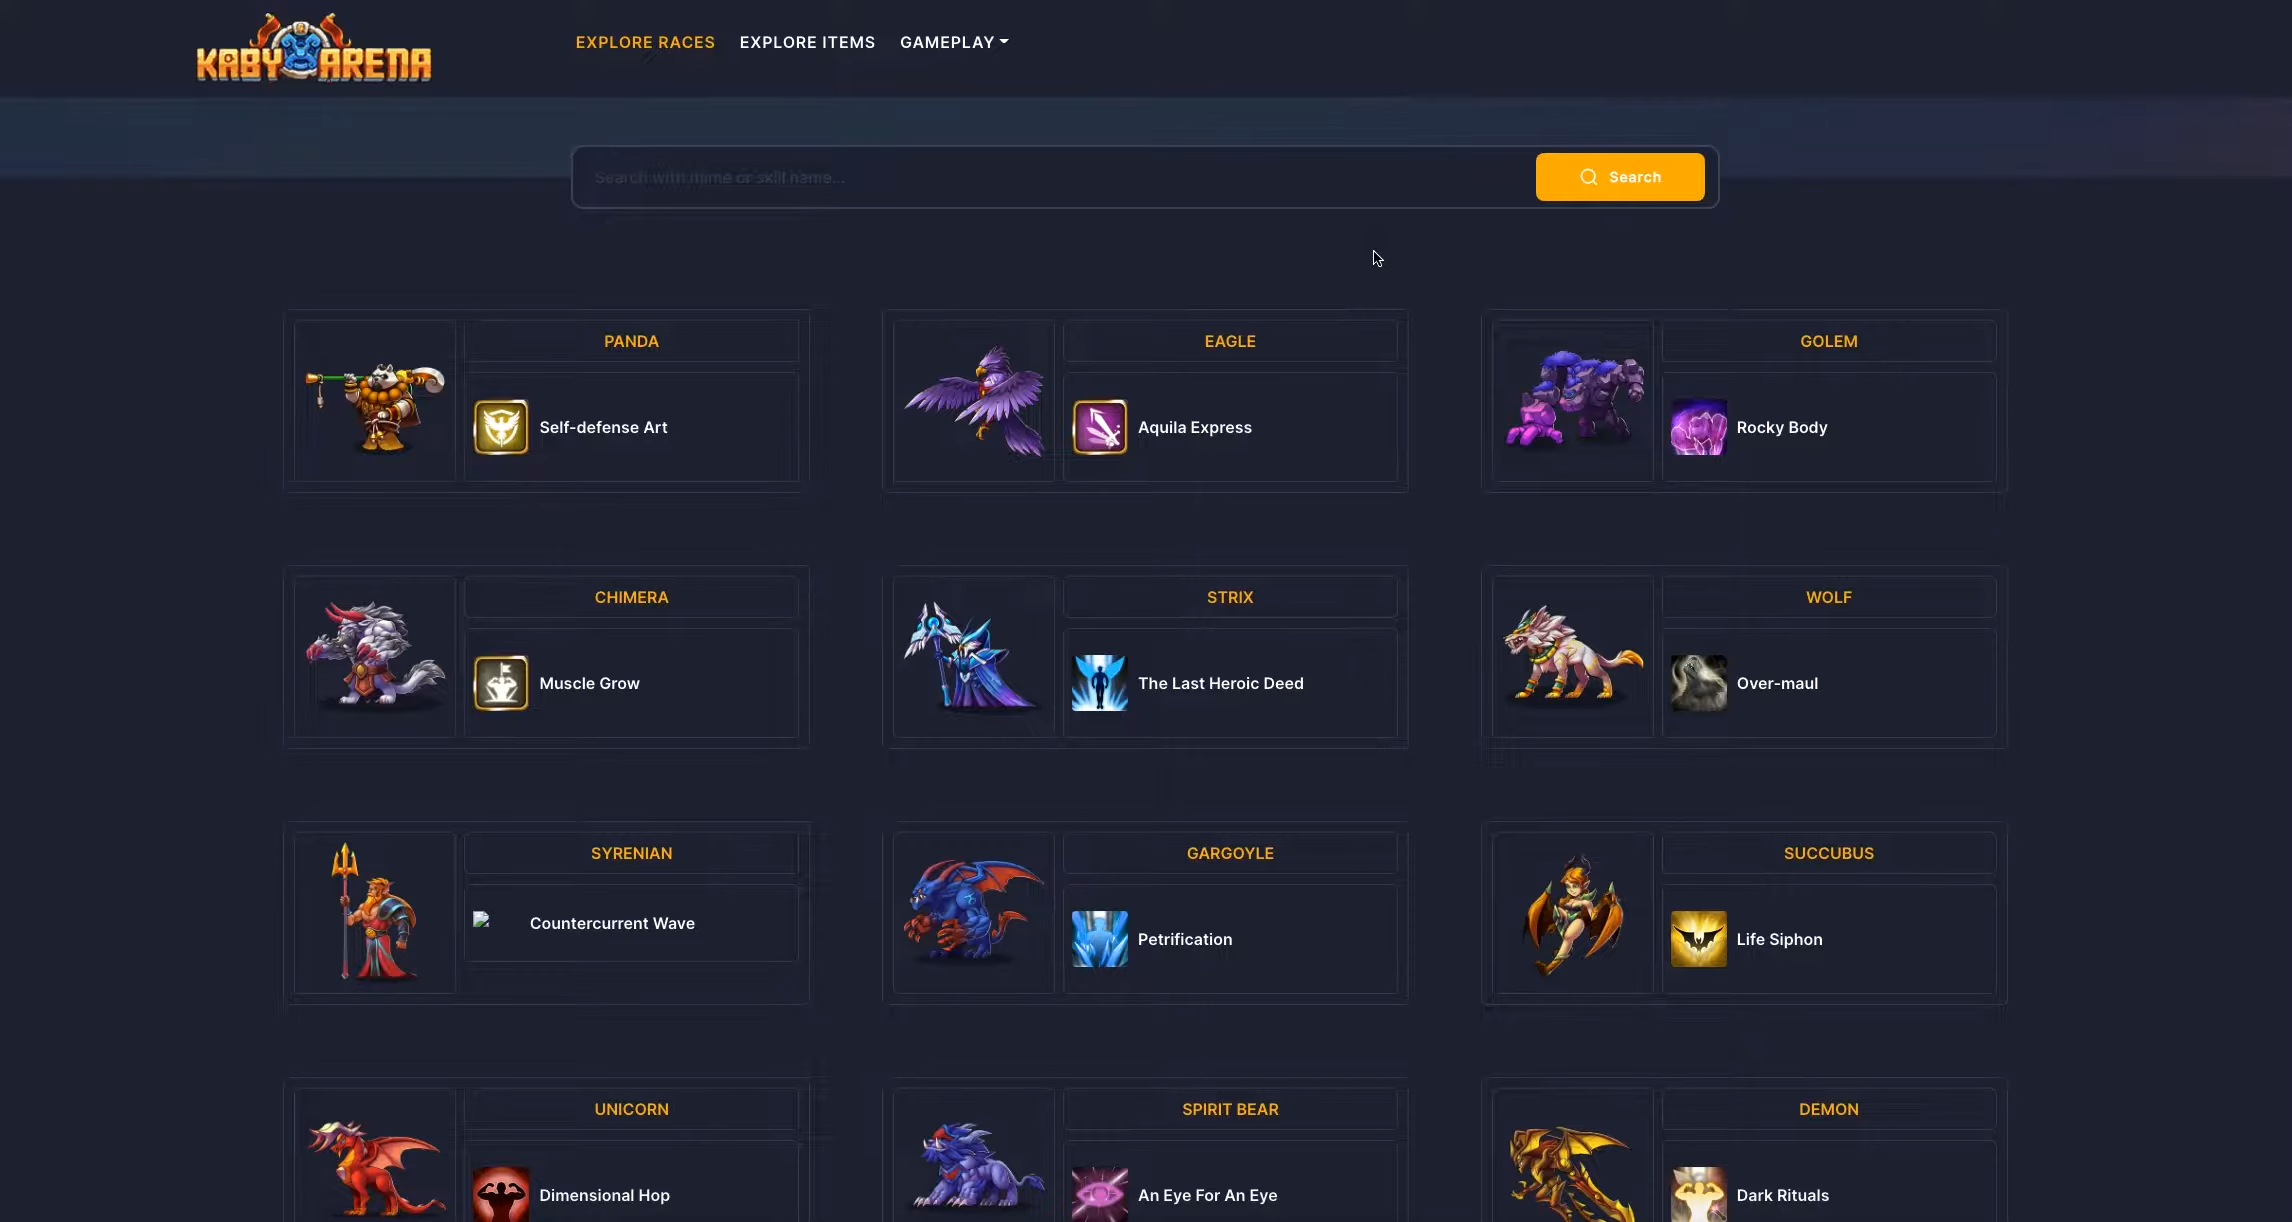 KABY ARENA
EXPLORE RACES EXPLORE ITEMS GAMEPLAY
Search with name or skill name...
Search
PANDA
Self-defense Art
EAGLE
Aquila Express
GOLEM
Rocky Body
CHIMERA
Muscle Grow
STRIX
The Last Heroic Deed
WOLF
Over-maul
SYRENIAN
Countercurrent Wave
GARGOYLE
Petrification
SUCCUBUS
Life Siphon
UNICORN
Dimensional Hop
SPIRIT BEAR
An Eye For An Eye
DEMON
Dark Rituals